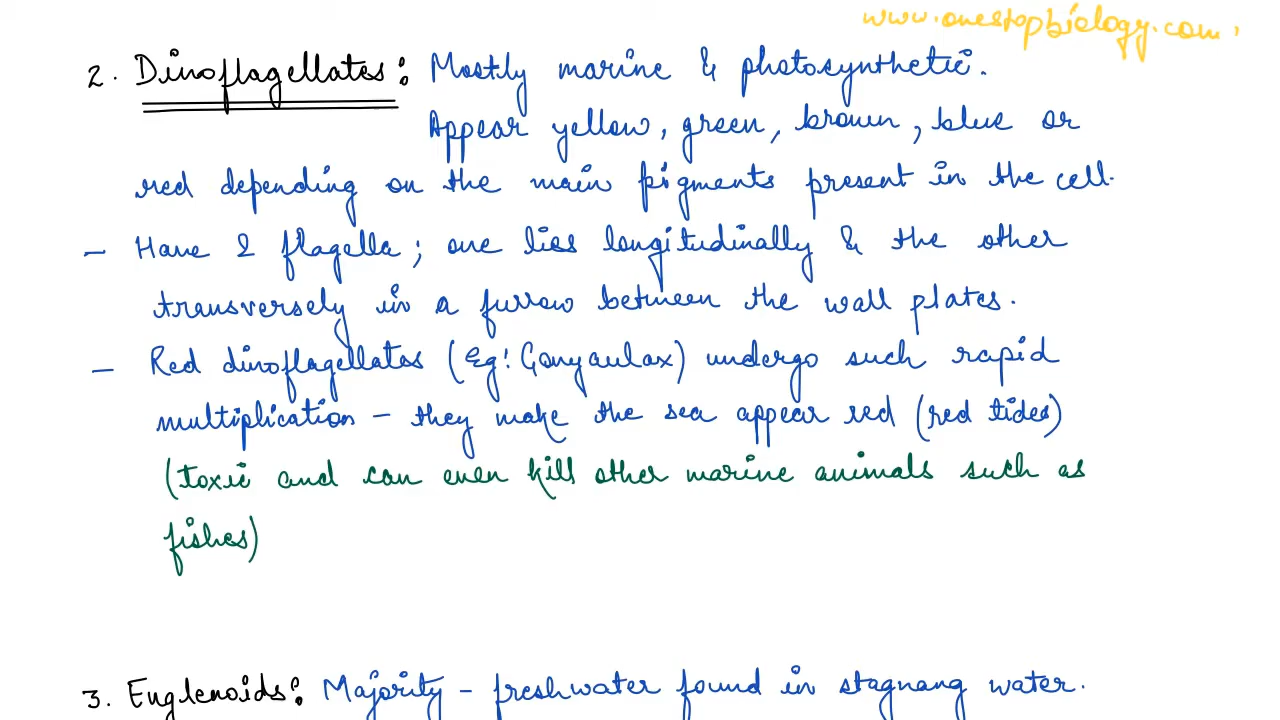 www.onestopbiology.com
2. Dinoflagellates: Mostly marine & photosynthetic.
Appear yellow, green, brown, blue or
red depending on the main pigments present in the cell.
– Have 2 flagella; one lies longitudinally & the other
transversely in a furrow between the wall plates.
– Red dinoflagellates (Eg: Gonyaulax) undergo such rapid
multiplication – they make the sea appear red (red tides)
(toxic and can even kill other marine animals such as
fishes)
3. Euglenoids: Majority – freshwater found in stagnang water.